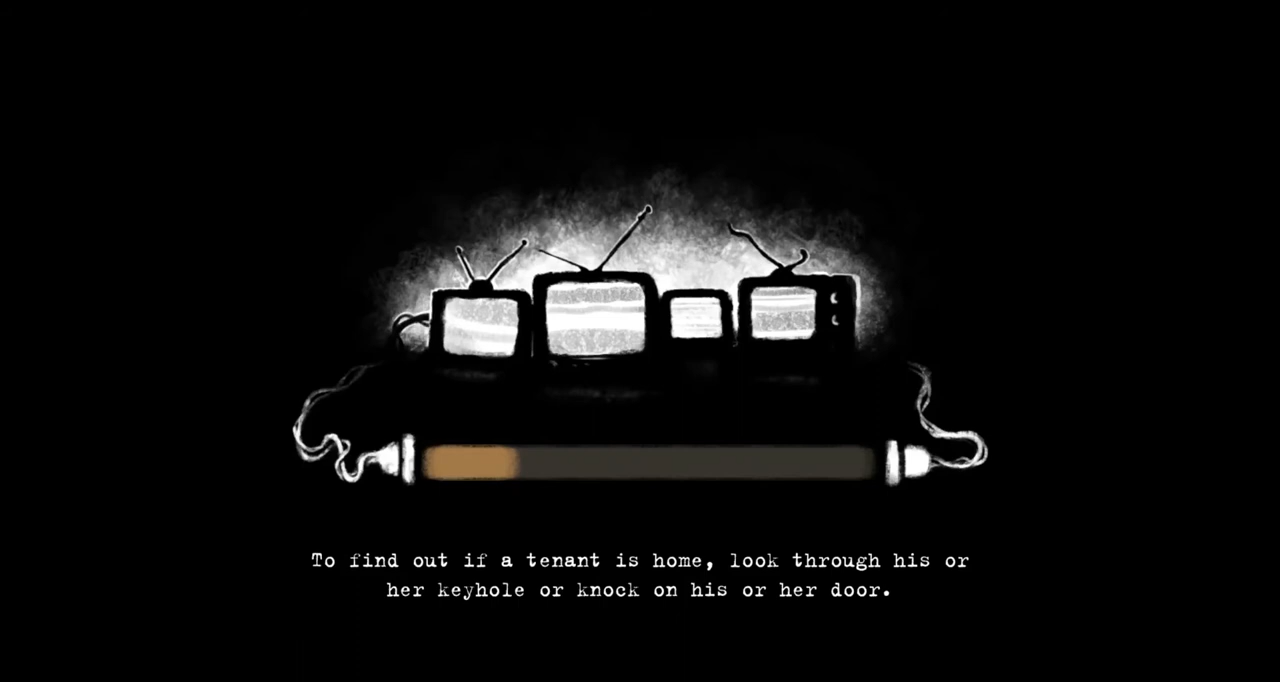 To find out if a tenant is home, look through his or
her keyhole or knock on his or her door.